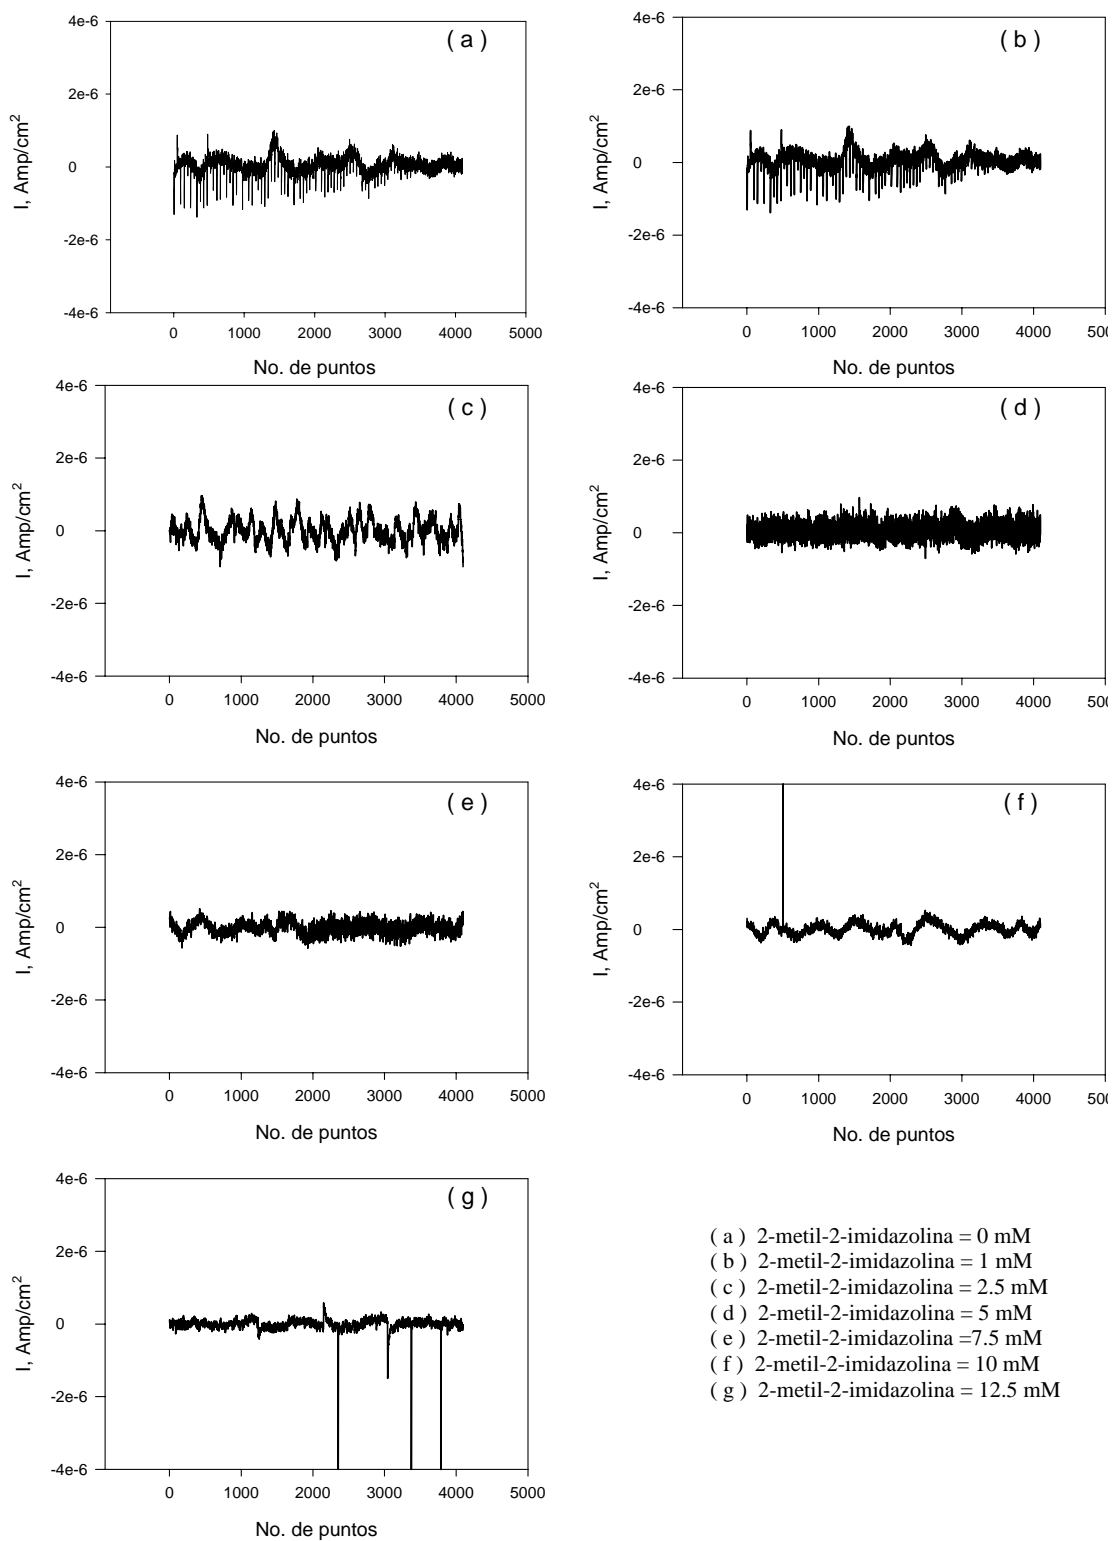 ( a )
4e-6
2e-6
0
-2e-6
-4e-6
I, Amp/cm²
0 1000 2000 3000 4000 5000
No. de puntos
( b )
4e-6
2e-6
0
-2e-6
-4e-6
I, Amp/cm²
0 1000 2000 3000 4000 500
No. de puntos
( c )
4e-6
2e-6
0
-2e-6
-4e-6
I, Amp/cm²
0 1000 2000 3000 4000 5000
No. de puntos
( d )
4e-6
2e-6
0
-2e-6
-4e-6
I, Amp/cm²
0 1000 2000 3000 4000 500
No. de puntos
( e )
4e-6
2e-6
0
-2e-6
-4e-6
I, Amp/cm²
0 1000 2000 3000 4000 5000
No. de puntos
( f )
4e-6
2e-6
0
-2e-6
-4e-6
I, Amp/cm²
0 1000 2000 3000 4000 500
No. de puntos
( g )
4e-6
2e-6
0
-2e-6
-4e-6
I, Amp/cm²
0 1000 2000 3000 4000 5000
No. de puntos
( a ) 2-metil-2-imidazolina = 0 mM
( b ) 2-metil-2-imidazolina = 1 mM
( c ) 2-metil-2-imidazolina = 2.5 mM
( d ) 2-metil-2-imidazolina = 5 mM
( e ) 2-metil-2-imidazolina =7.5 mM
( f ) 2-metil-2-imidazolina = 10 mM
( g ) 2-metil-2-imidazolina = 12.5 mM